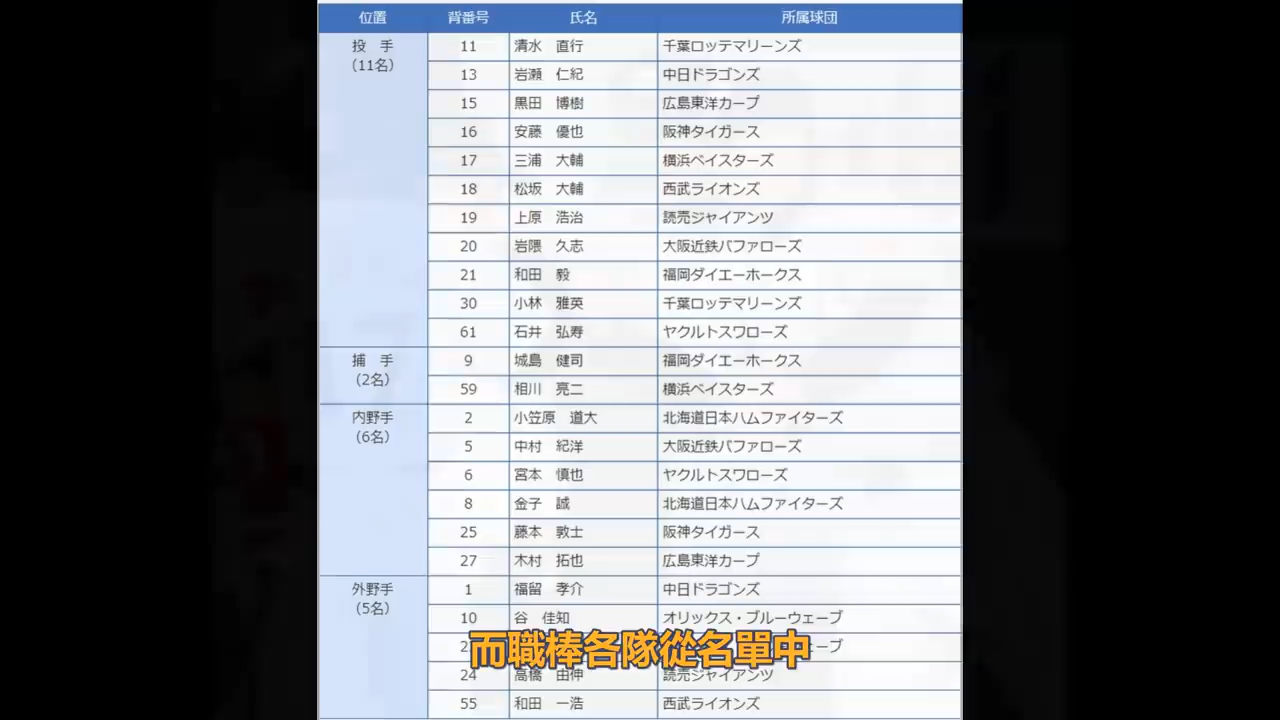 位置 背番号 氏名 所属球団
投 手 11 清水 直行 千葉ロッテマリーンズ
(11名)
13 岩瀬 仁紀 中日ドラゴンズ
15 黒田 博樹 広島東洋カープ
16 安藤 優也 阪神タイガース
17 三浦 大輔 横浜ベイスターズ
18 松坂 大輔 西武ライオンズ
19 上原 浩治 読売ジャイアンツ
20 岩隈 久志 大阪近鉄バファローズ
21 和田 毅 福岡ダイエーホークス
30 小林 雅英 千葉ロッテマリーンズ
61 石井 弘寿 ヤクルトスワローズ
捕 手 9 城島 健司 福岡ダイエーホークス
(2名)
59 相川 亮二 横浜ベイスターズ
内野手 2 小笠原 道大 北海道日本ハムファイターズ
(6名)
5 中村 紀洋 大阪近鉄バファローズ
6 宮本 慎也 ヤクルトスワローズ
8 金子 誠 北海道日本ハムファイターズ
25 藤本 敦士 阪神タイガース
27 木村 拓也 広島東洋カープ
外野手 1 福留 孝介 中日ドラゴンズ
(5名)
10 谷 佳知 オリックス・ブルーウェーブ
而職棒各隊從名單中
24 高橋 由伸 読売ジャイアンツ
55 和田 一浩 西武ライオンズ